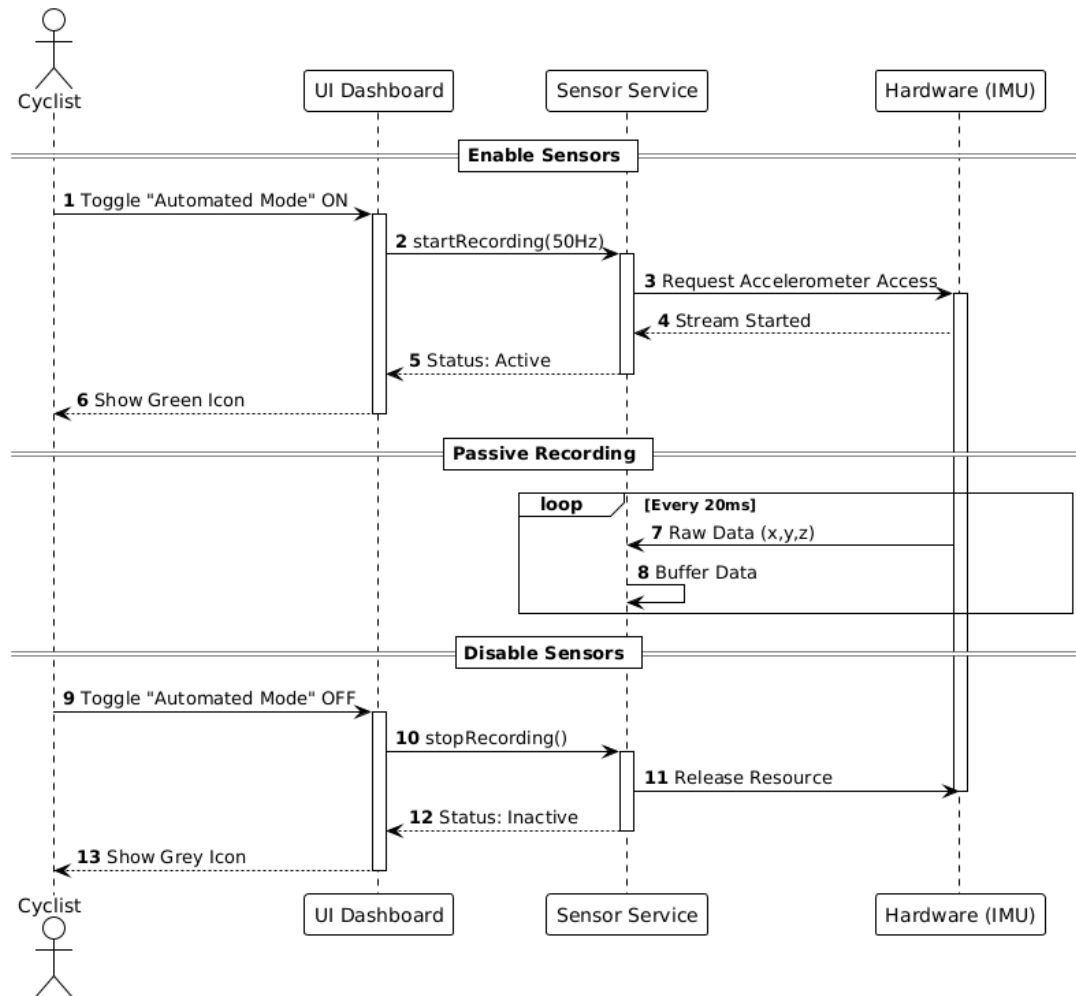 Cyclist
UI Dashboard
Sensor Service
Hardware (IMU)
Enable Sensors
1 Toggle "Automated Mode" ON
2 startRecording(50Hz)
3 Request Accelerometer Access
4 Stream Started
5 Status: Active
6 Show Green Icon
Passive Recording
loop
[Every 20ms]
7 Raw Data (x,y,z)
8 Buffer Data
Disable Sensors
9 Toggle "Automated Mode" OFF
10 stopRecording()
11 Release Resource
12 Status: Inactive
13 Show Grey Icon
Cyclist
UI Dashboard
Sensor Service
Hardware (IMU)